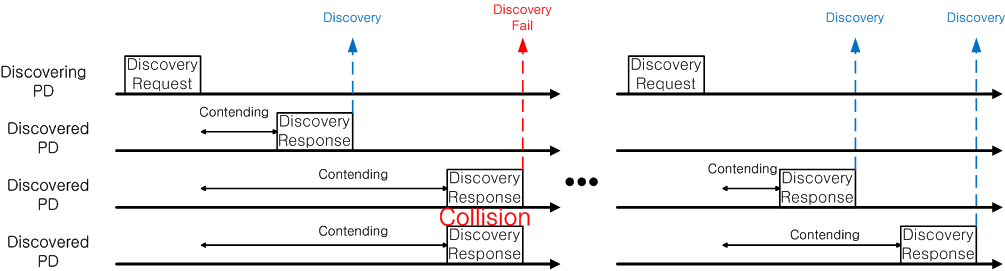 Discovery
Discovery
Fail
Discovery
Discovery
Discovering
PD
Discovery
Request
Discovery
Request
Discovered
PD
Contending
Discovery
Response
Discovered
PD
Contending
Discovery
Response
Contending
Discovery
Response
Collision
Discovered
PD
Contending
Discovery
Response
Contending
Discovery
Response